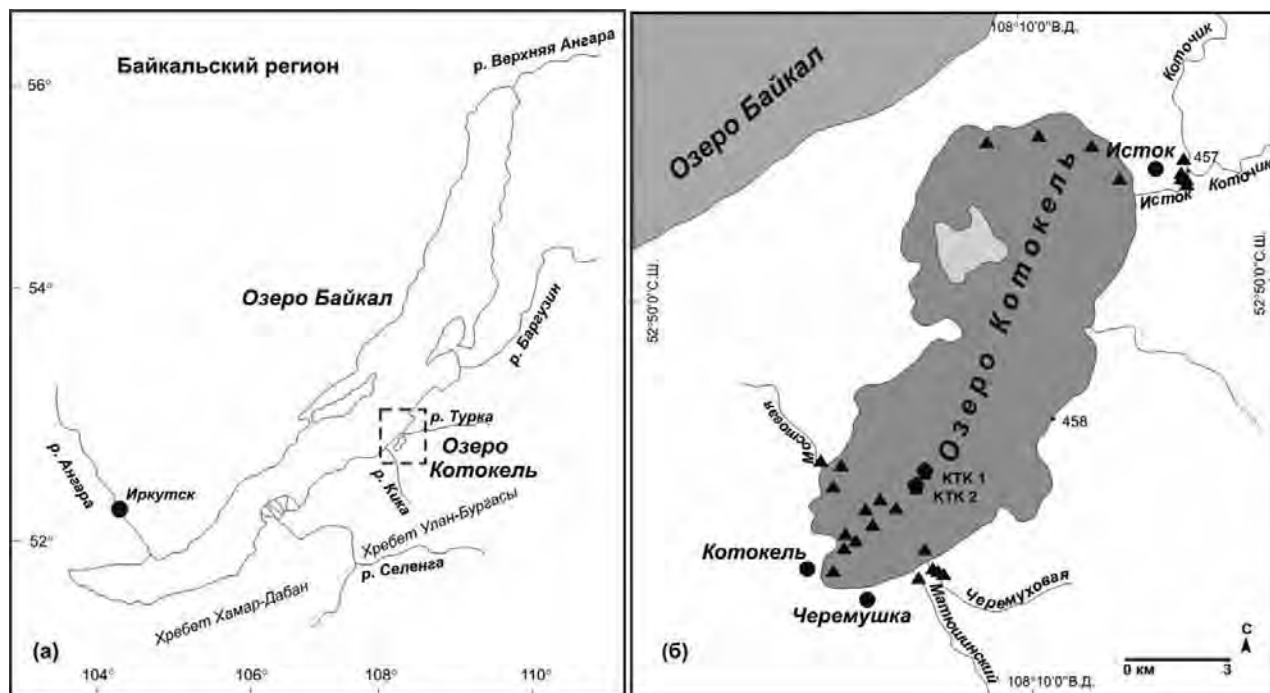 Байкальский регион
р. Верхняя Ангара
56°
54°
52°
Озеро Байкал
р. Баргузин
р. Турка
Озеро
Котокель
р. Кика
р. Ангара
Иркутск
Хребет Улан-Бургасы
р. Селенга
Хребет Хамар-Дабан
(а)
104°
106°
108°
110°
108°10'0"В.Д.
Озеро Байкал
Коточик
Исток
457
Исток
Коточик
52°50'0"С.Ш.
52°50'0"С.Ш.
Озеро Котокель
458
Мостовая
КТК 1
КТК 2
Котокель
Черемушка
Черемуховая
Матюшинский
С
0 км
3
(б)
108°10'0"В.Д.